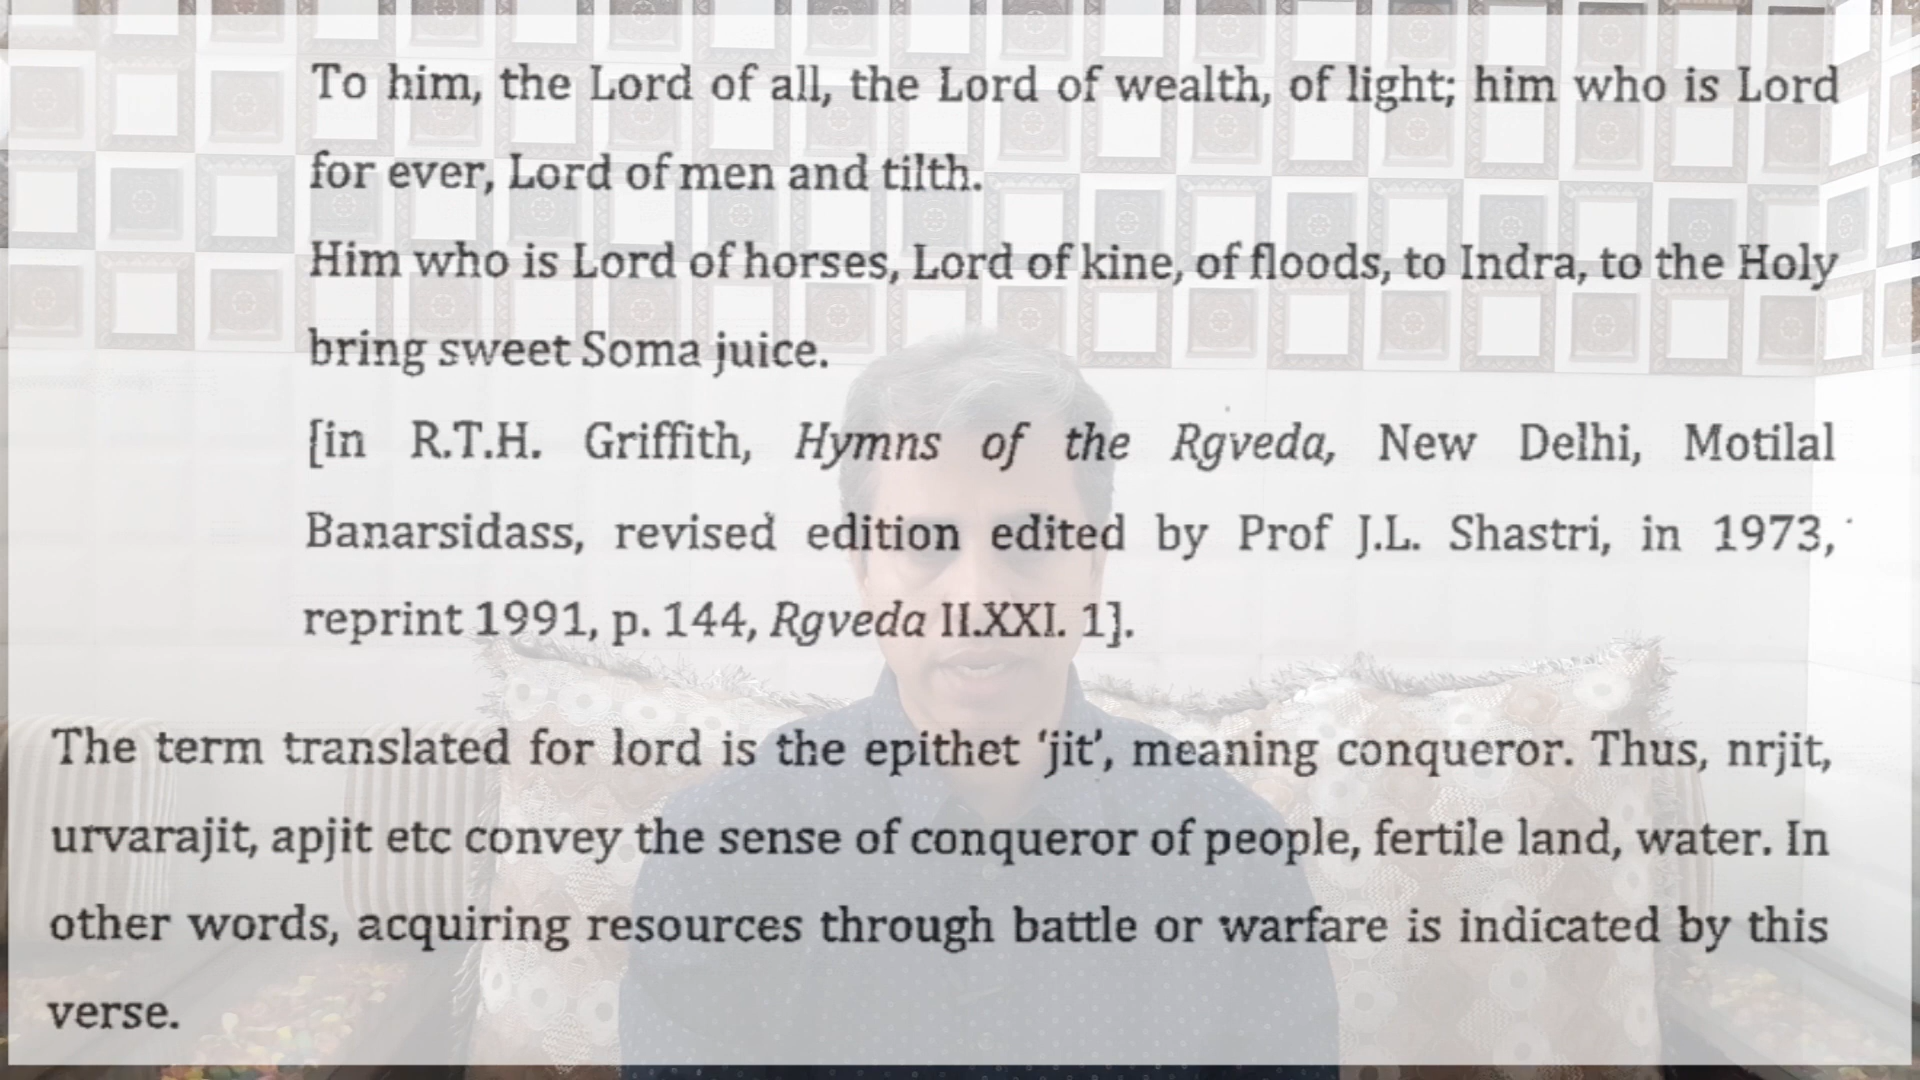 To him, the Lord of all, the Lord of wealth, of light; him who is Lord
for ever, Lord of men and tilth.
Him who is Lord of horses, Lord of kine, of floods, to Indra, to the Holy
bring sweet Soma juice.
[in R.T.H. Griffith, Hymns of the Rgveda, New Delhi, Motilal
Banarsidass, revised edition edited by Prof J.L. Shastri, in 1973,
reprint 1991, p. 144, Rgveda II.XXI. 1].
The term translated for lord is the epithet ‘jit’, meaning conqueror. Thus, nrjit,
urvarajit, apjit etc convey the sense of conqueror of people, fertile land, water. In
other words, acquiring resources through battle or warfare is indicated by this
verse.